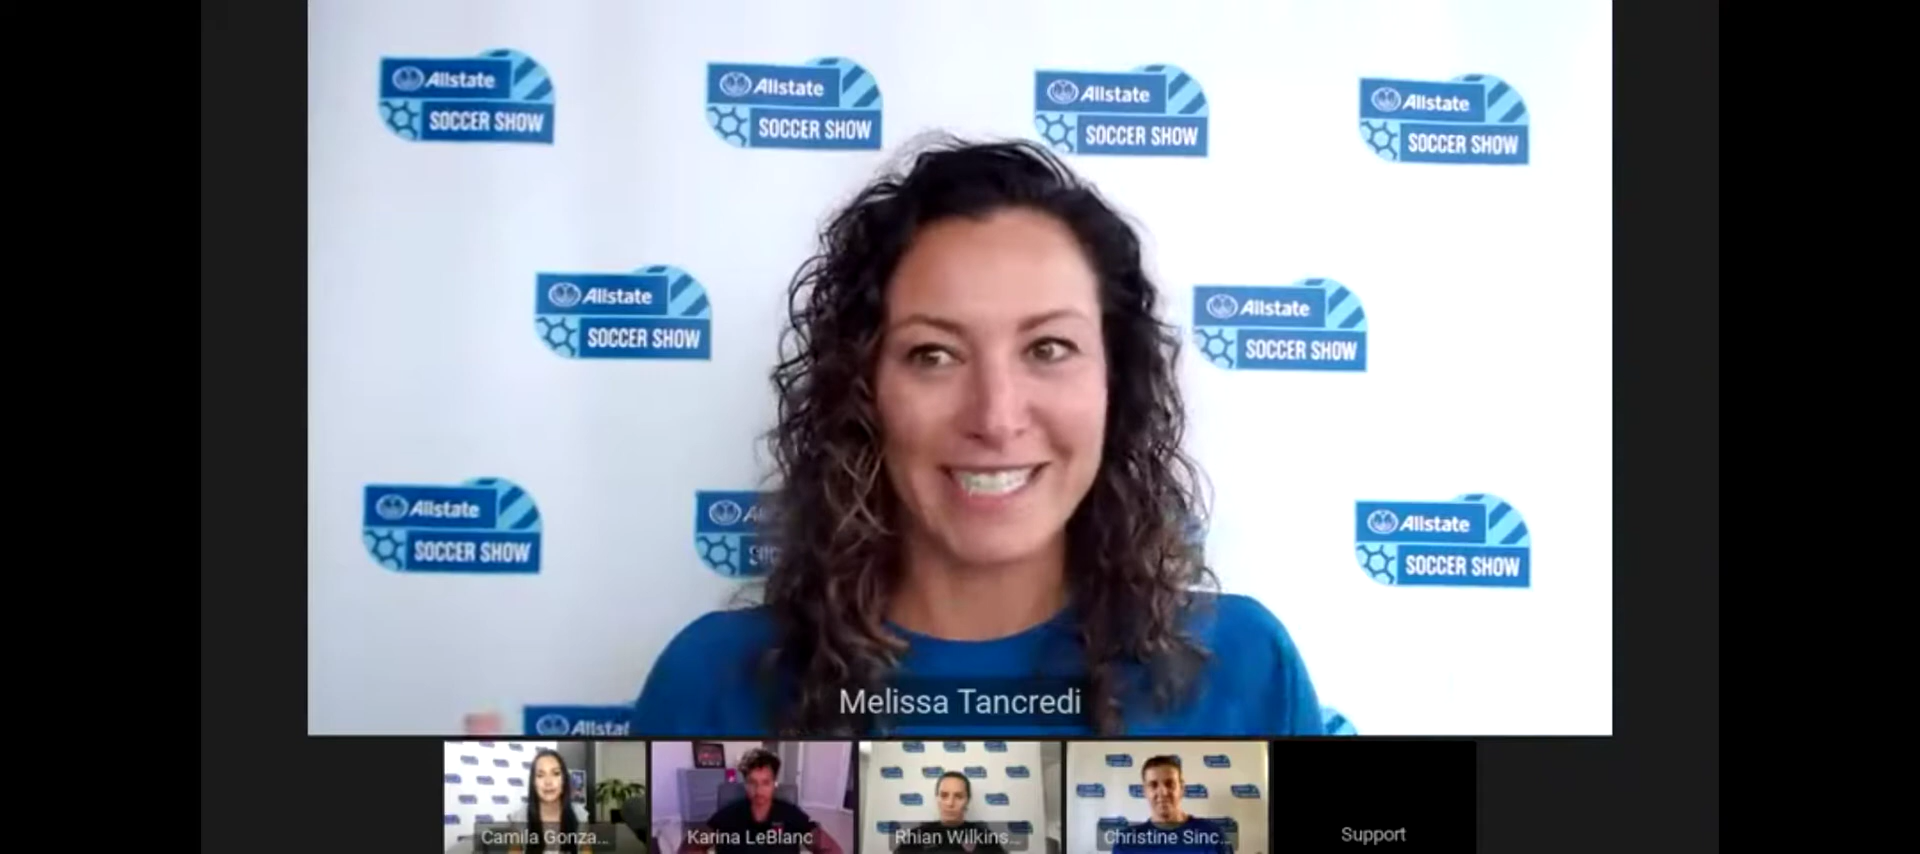 Allstate
SOCCER SHOW
Allstate
SOCCER SHOW
Allstate
SOCCER SHOW
Allstate
SOCCER SHOW
Allstate
SOCCER SHOW
Allstate
SOCCER SHOW
Allstate
SOCCER SHOW
Allstate
SOCCER SHOW
Melissa Tancredi
Allstat
Camila Gonza...
Karina LeBlanc
Rhian Wilkins...
Christine Sinc...
Support